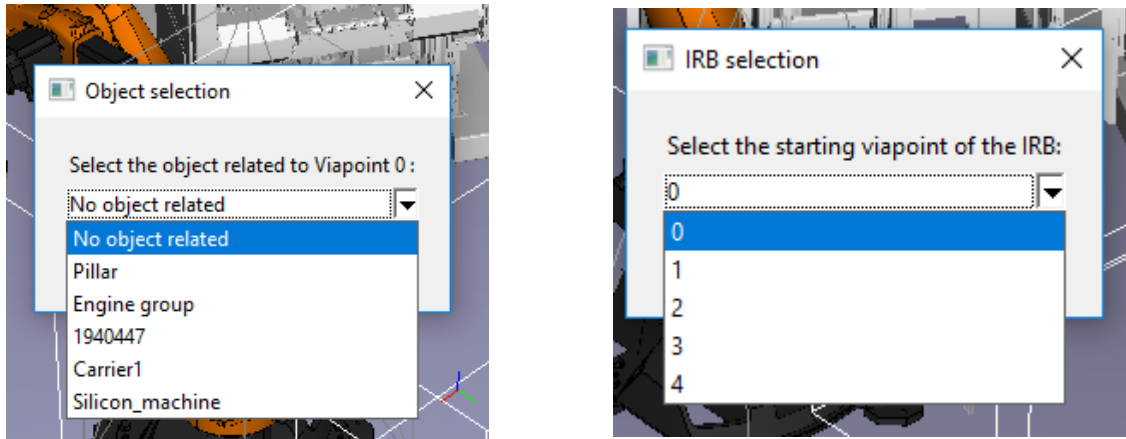 Object selection
Select the object related to Viapoint 0 :
No object related
No object related
Pillar
Engine group
1940447
Carrier1
Silicon_machine
IRB selection
Select the starting viapoint of the IRB:
0
0
1
2
3
4